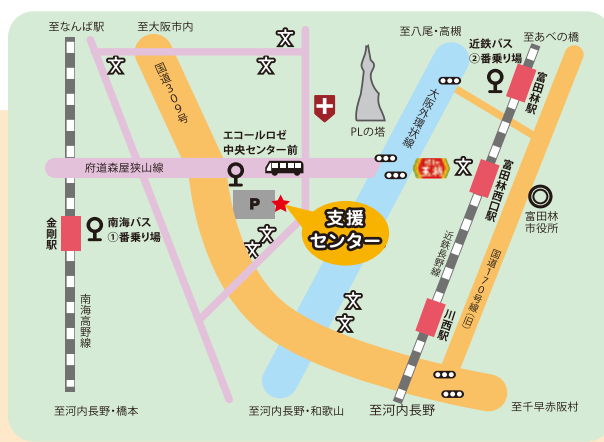 至なんば駅
至大阪市内
至八尾・高槻
至あべの橋
近鉄バス
②番乗り場
国道309号
大阪外環状線
富田林駅
PLの塔
エコールロゼ
中央センター前
府道森屋狭山線
富田林西口駅
P
支援
センター
富田林
市役所
金剛駅
南海バス
①番乗り場
近鉄長野線
国道170号線(旧)
南海高野線
川西駅
至河内長野・橋本
至河内長野・和歌山
至河内長野
至千早赤阪村